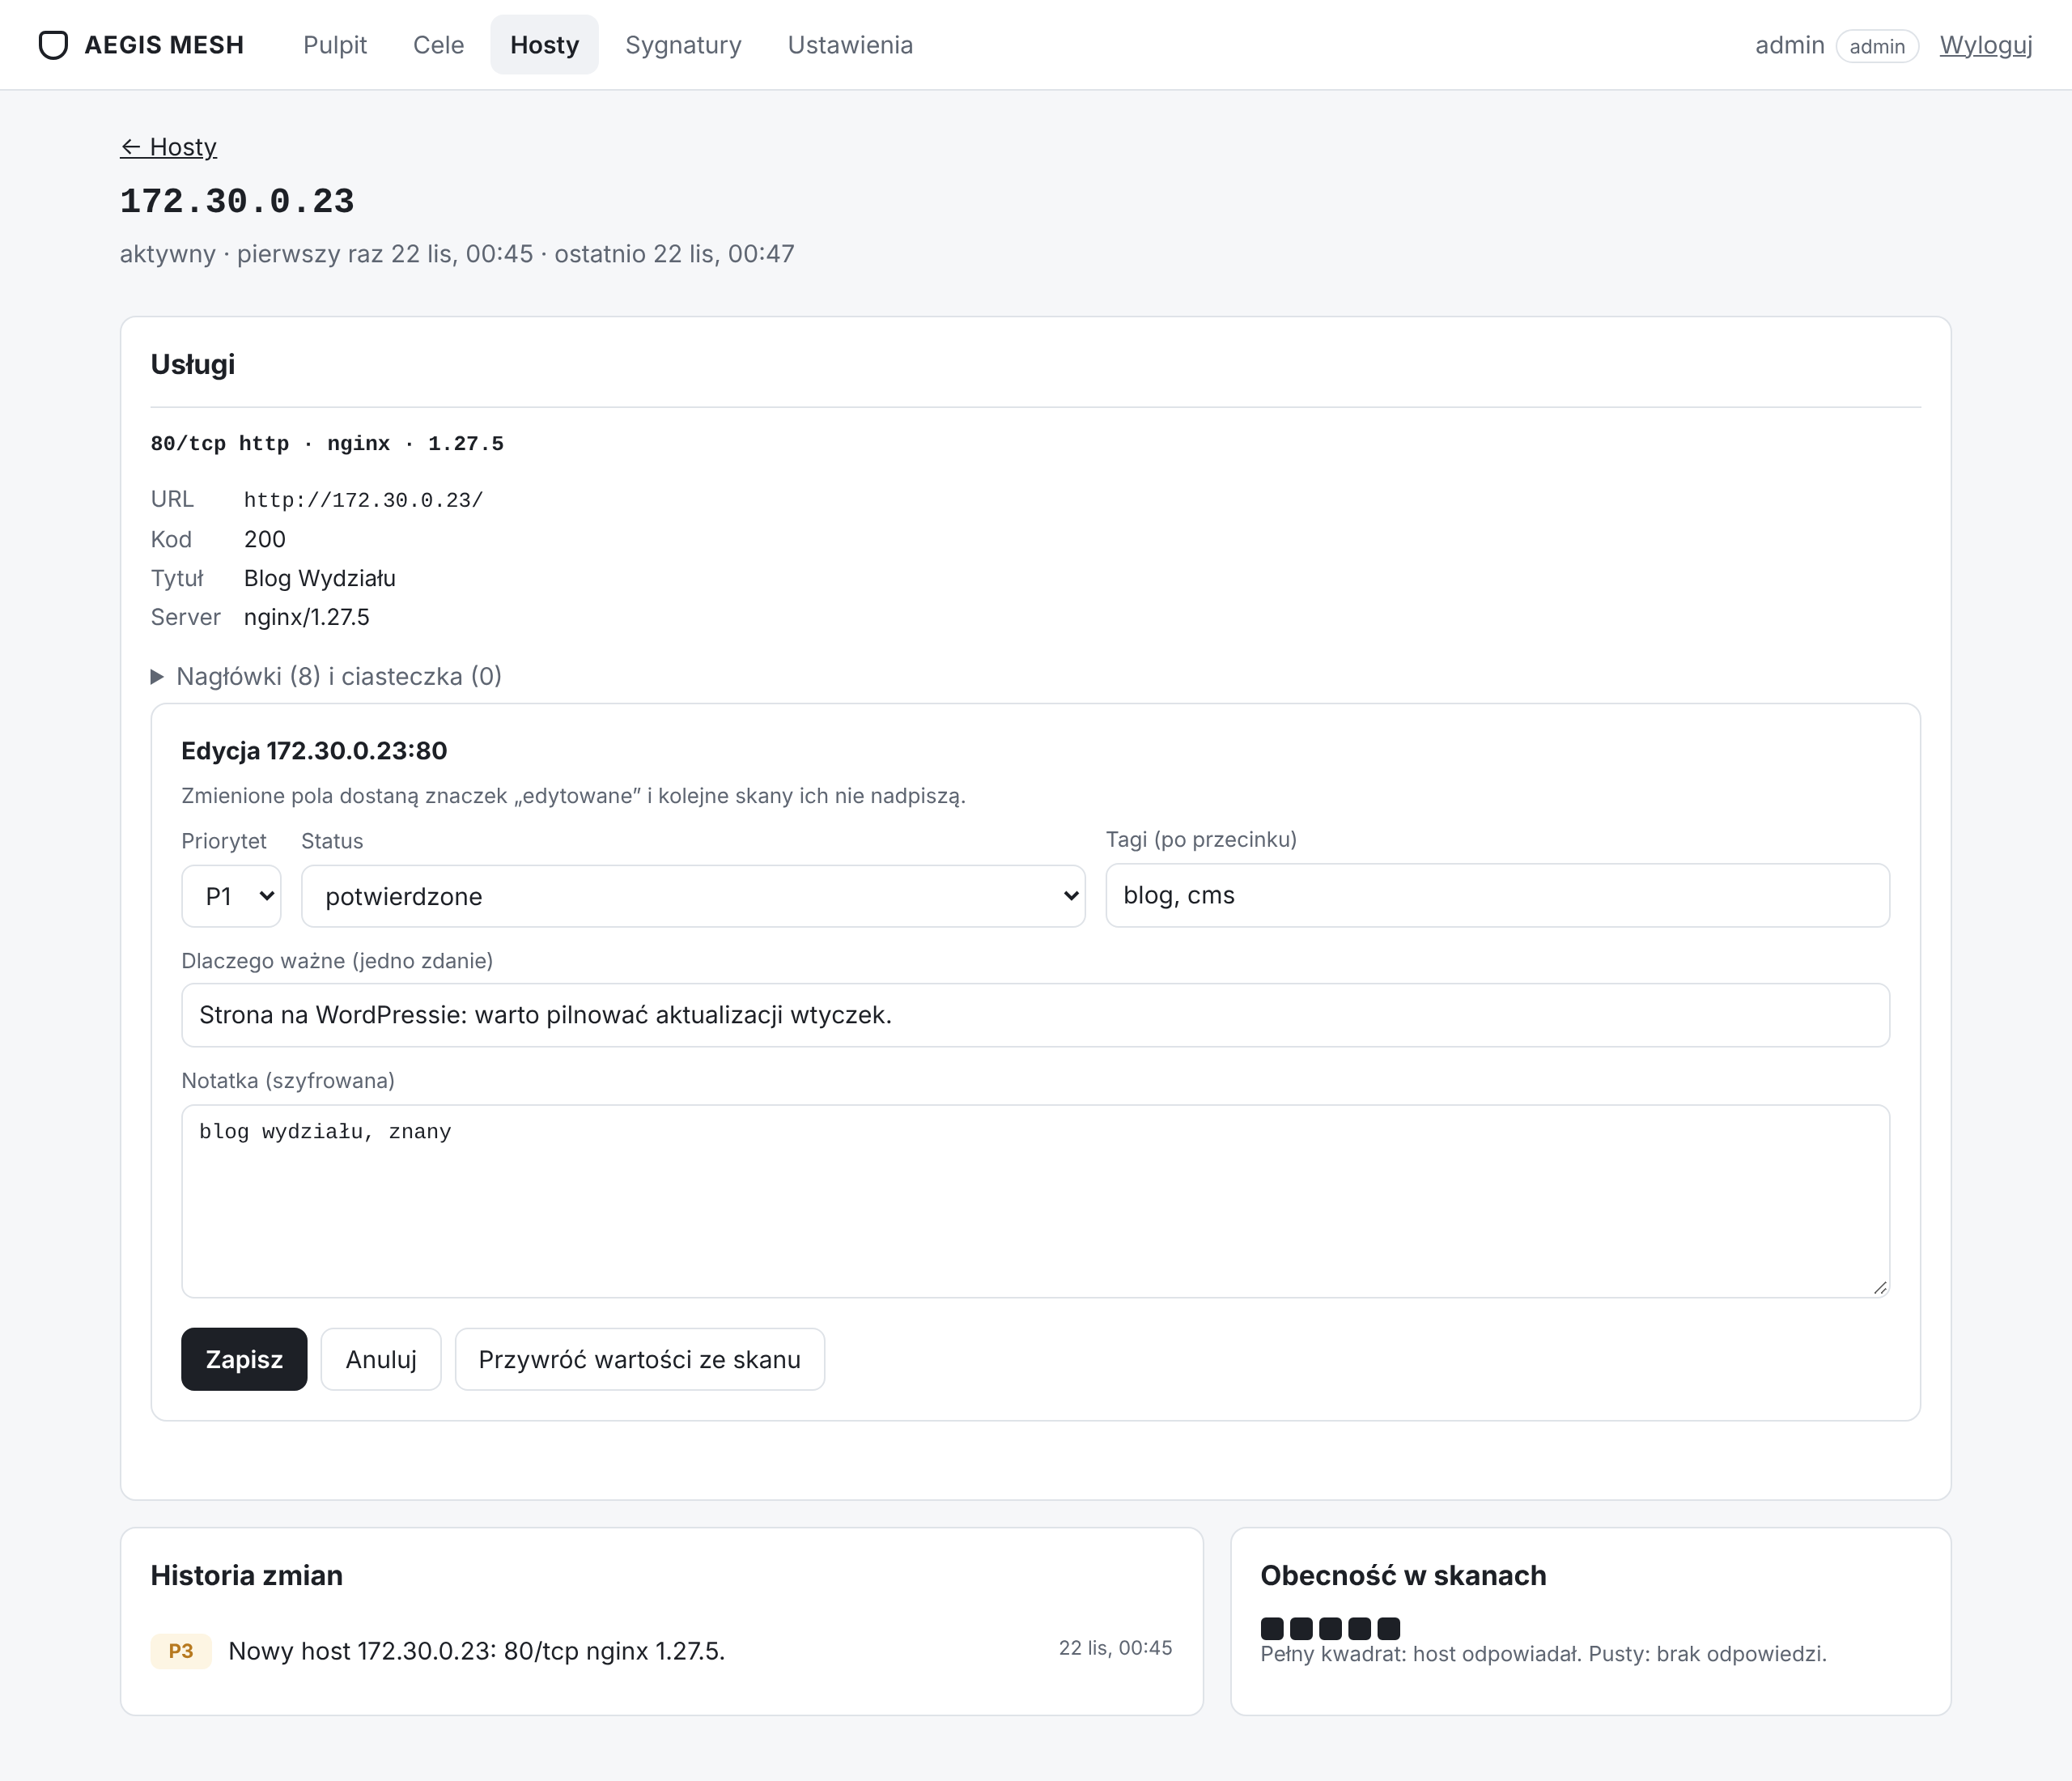 AEGIS MESH Pulpit Cele Hosty Sygnatury Ustawienia admin admin Wyloguj
← Hosty
172.30.0.23
aktywny · pierwszy raz 22 lis, 00:45 · ostatnio 22 lis, 00:47
Usługi
80/tcp http · nginx · 1.27.5
URL http://172.30.0.23/
Kod 200
Tytuł Blog Wydziału
Server nginx/1.27.5
▶ Nagłówki (8) i ciasteczka (0)
Edycja 172.30.0.23:80
Zmienione pola dostaną znaczek „edytowane” i kolejne skany ich nie nadpiszą.
Priorytet Status Tagi (po przecinku)
P1 potwierdzone blog, cms
Dlaczego ważne (jedno zdanie)
Strona na WordPressie: warto pilnować aktualizacji wtyczek.
Notatka (szyfrowana)
blog wydziału, znany
Zapisz Anuluj Przywróć wartości ze skanu
Historia zmian
P3 Nowy host 172.30.0.23: 80/tcp nginx 1.27.5. 22 lis, 00:45
Obecność w skanach
Pełny kwadrat: host odpowiadał. Pusty: brak odpowiedzi.